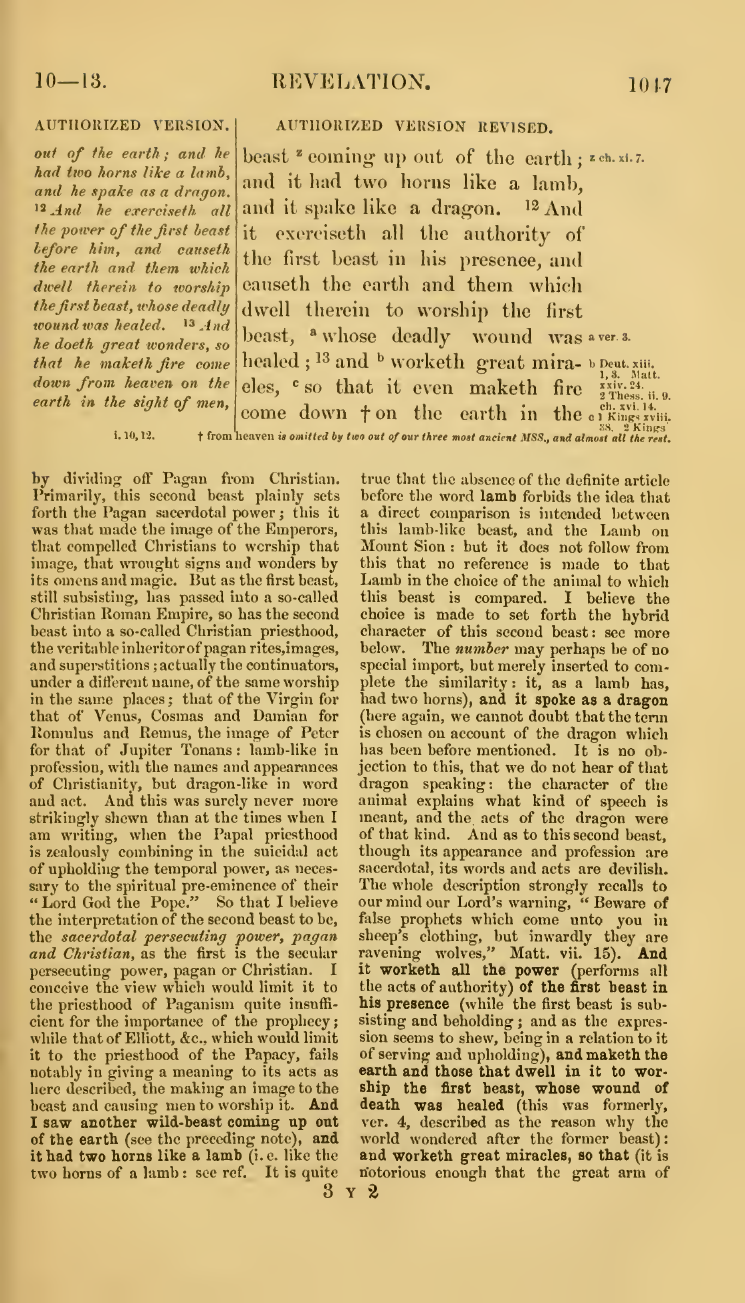 10—13.
REVELATION.
1047
AUTHORIZED VERSION.
out of the earth; and he
had two horns like a lamb,
and he spake as a dragon.
12 And he exerciseth all
the power of the first beast
before him, and causeth
the earth and them which
dwell therein to worship
the first beast, whose deadly
wound was healed. 13 And
he doeth great wonders, so
that he maketh fire come
down from heaven on the
earth in the sight of men,
AUTHORIZED VERSION REVISED.
beast z coming up out of the earth;
and it had two horns like a lamb,
and it spake like a dragon. 12 And
it exerciseth all the authority of
the first beast in his presence, and
causeth the earth and them which
dwell therein to worship the first
beast, a whose deadly wound was
healed; 13 and b worketh great mira-
cles, c so that it even maketh fire
come down † on the earth in the
z ch. xi. 7.
a ver. 3.
b Deut. xiii.
1, 3. Matt.
xxiv. 24.
2 Thess. ii. 9.
ch. xvi. 14.
c 1 Kings xviii.
38. 2 Kings
i. 10, 12.
† from heaven is omitted by two out of our three most ancient MSS., and almost all the rest.
by dividing off Pagan from Christian.
Primarily, this second beast plainly sets
forth the Pagan sacerdotal power; this it
was that made the image of the Emperors,
that compelled Christians to worship that
image, that wrought signs and wonders by
its omens and magic. But as the first beast,
still subsisting, has passed into a so-called
Christian Roman Empire, so has the second
beast into a so-called Christian priesthood,
the veritable inheritor of pagan rites, images,
and superstitions; actually the continuators,
under a different name, of the same worship
in the same places; that of the Virgin for
that of Venus, Cosmas and Damian for
Romulus and Remus, the image of Peter
for that of Jupiter Tonans: lamb-like in
profession, with the names and appearances
of Christianity, but dragon-like in word
and act. And this was surely never more
strikingly shewn than at the times when I
am writing, when the Papal priesthood
is zealously combining in the suicidal act
of upholding the temporal power, as neces-
sary to the spiritual pre-eminence of their
“Lord God the Pope.” So that I believe
the interpretation of the second beast to be,
the sacerdotal persecuting power, pagan
and Christian, as the first is the secular
persecuting power, pagan or Christian. I
conceive the view which would limit it to
the priesthood of Paganism quite insuffi-
cient for the importance of the prophecy;
while that of Elliott, &c., which would limit
it to the priesthood of the Papacy, fails
notably in giving a meaning to its acts as
here described, the making an image to the
beast and causing men to worship it. And
I saw another wild-beast coming up out
of the earth (see the preceding note), and
it had two horns like a lamb (i. e. like the
two horns of a lamb: see ref. It is quite
true that the absence of the definite article
before the word lamb forbids the idea that
a direct comparison is intended between
this lamb-like beast, and the Lamb on
Mount Sion: but it does not follow from
this that no reference is made to that
Lamb in the choice of the animal to which
this beast is compared. I believe the
choice is made to set forth the hybrid
character of this second beast: see more
below. The number may perhaps be of no
special import, but merely inserted to com-
plete the similarity: it, as a lamb has,
had two horns), and it spoke as a dragon
(here again, we cannot doubt that the term
is chosen on account of the dragon which
has been before mentioned. It is no ob-
jection to this, that we do not hear of that
dragon speaking: the character of the
animal explains what kind of speech is
meant, and the acts of the dragon were
of that kind. And as to this second beast,
though its appearance and profession are
sacerdotal, its words and acts are devilish.
The whole description strongly recalls to
our mind our Lord’s warning, “Beware of
false prophets which come unto you in
sheep’s clothing, but inwardly they are
ravening wolves,” Matt. vii. 15). And
it worketh all the power (performs all
the acts of authority) of the first beast in
his presence (while the first beast is sub-
sisting and beholding; and as the expres-
sion seems to shew, being in a relation to it
of serving and upholding), and maketh the
earth and those that dwell in it to wor-
ship the first beast, whose wound of
death was healed (this was formerly,
ver. 4, described as the reason why the
world wondered after the former beast):
and worketh great miracles, so that (it is
notorious enough that the great arm of
3 Y 2